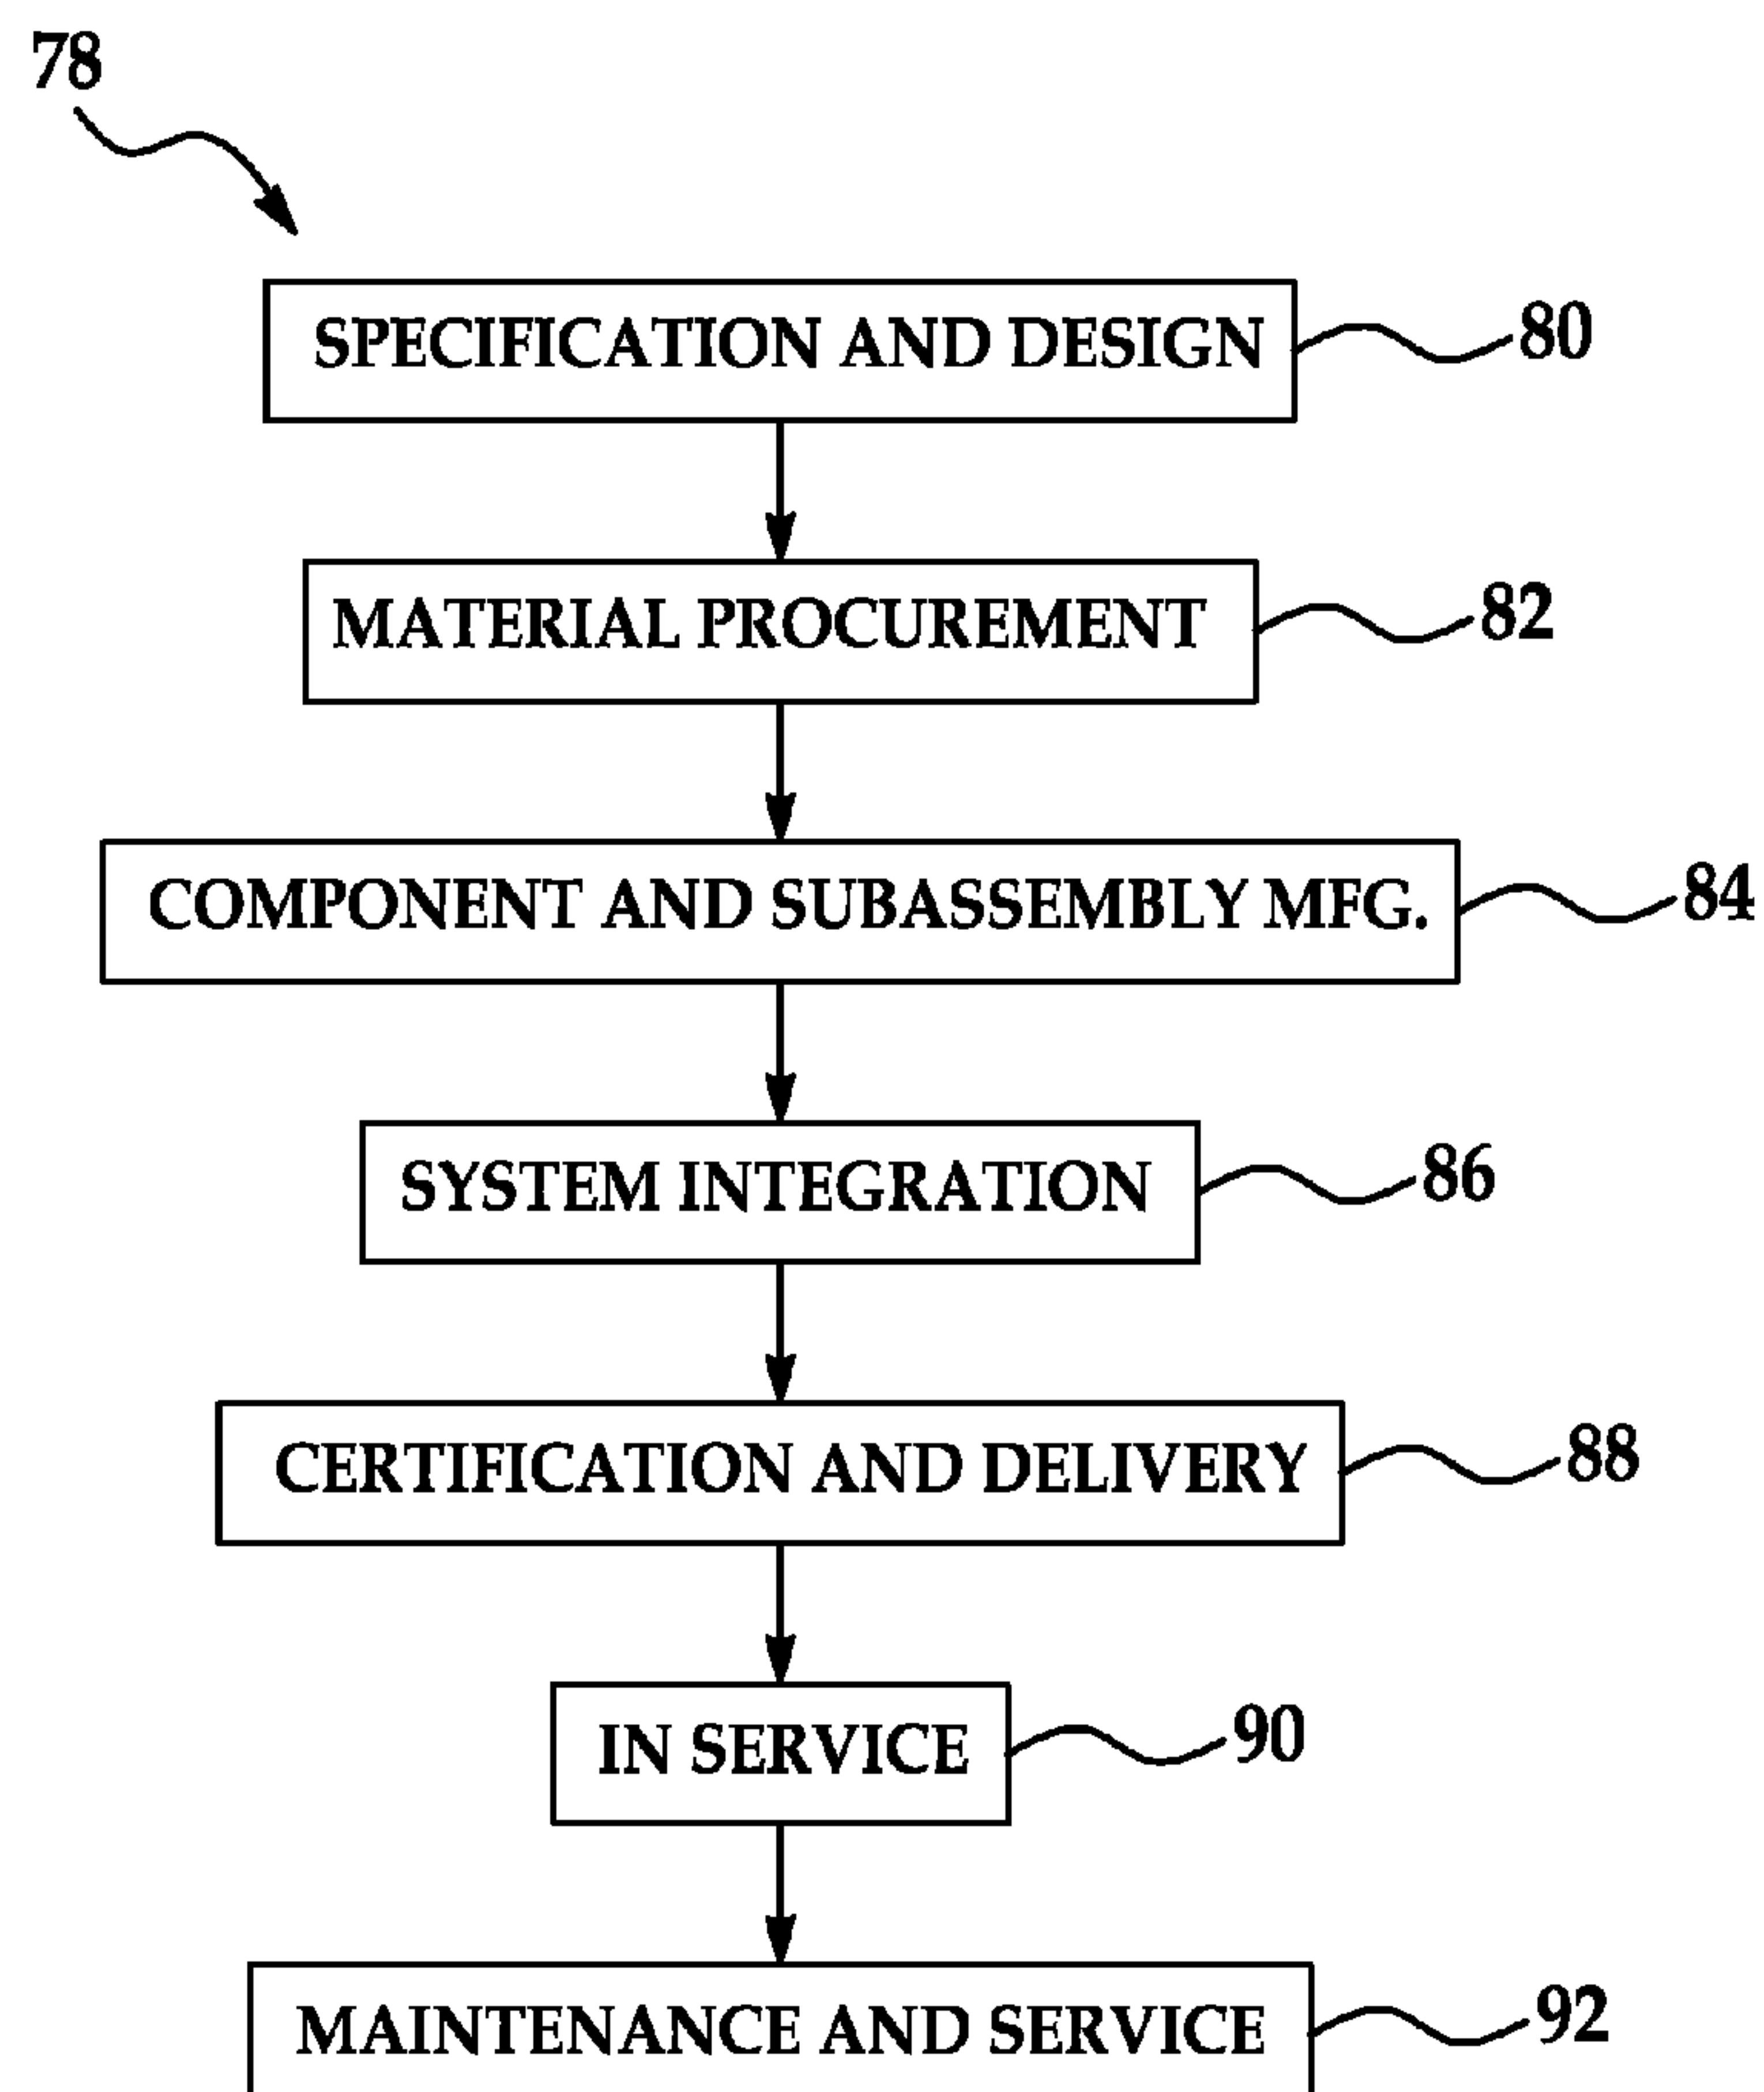 78
SPECIFICATION AND DESIGN 80
MATERIAL PROCUREMENT 82
COMPONENT AND SUBASSEMBLY MFG. 84
SYSTEM INTEGRATION 86
CERTIFICATION AND DELIVERY 88
IN SERVICE 90
MAINTENANCE AND SERVICE 92